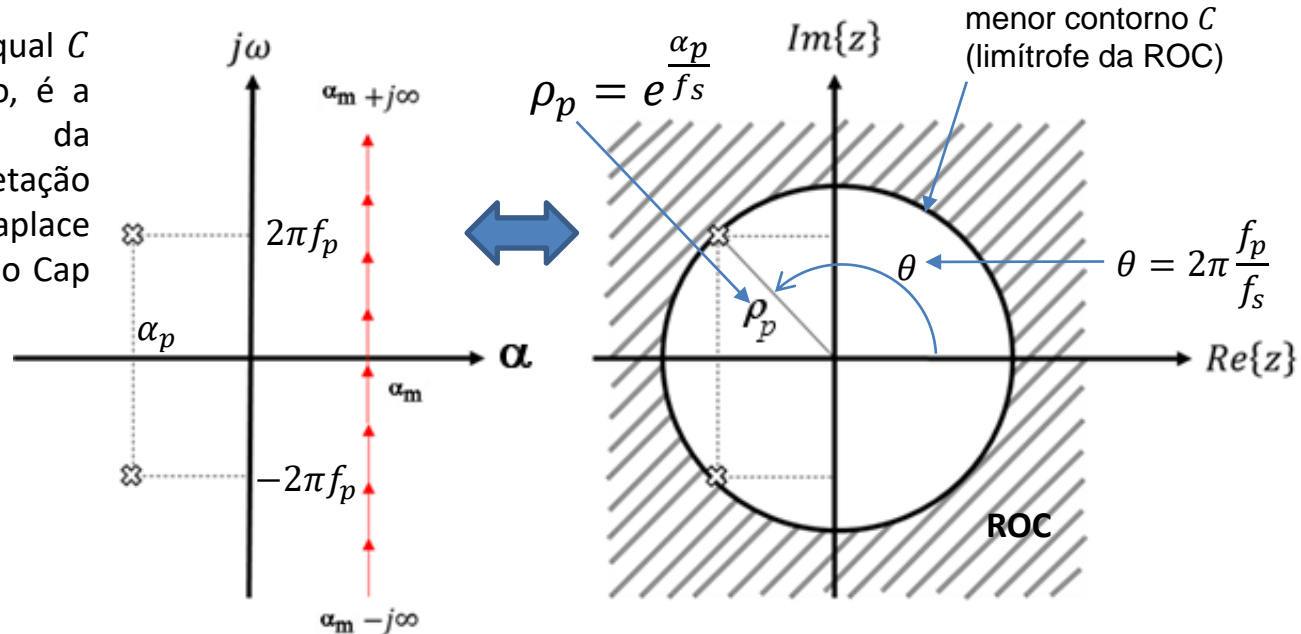 qual C
o, é a
da
etação
aplace
o Cap
jω
α_m + j∞
2πf_p
α_p
α
α_m
−2πf_p
α_m − j∞
ρ_p = e^{α_p/f_s}
Im{z}
menor contorno C
(limítrofe da ROC)
θ
θ = 2π f_p/f_s
ρ_p
Re{z}
ROC